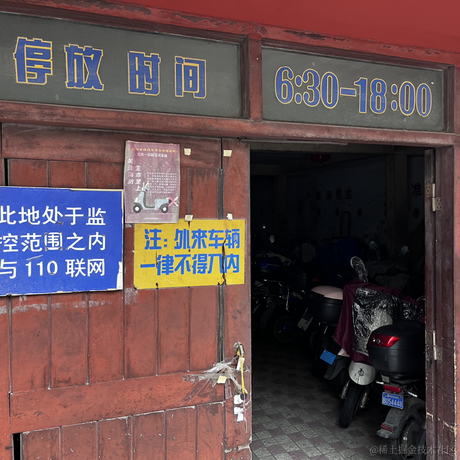 停放时间
6:30-18:00
此地处于监
控范围之内
与110联网
注:外来车辆
一律不得入内
@稀土掘金技术社区